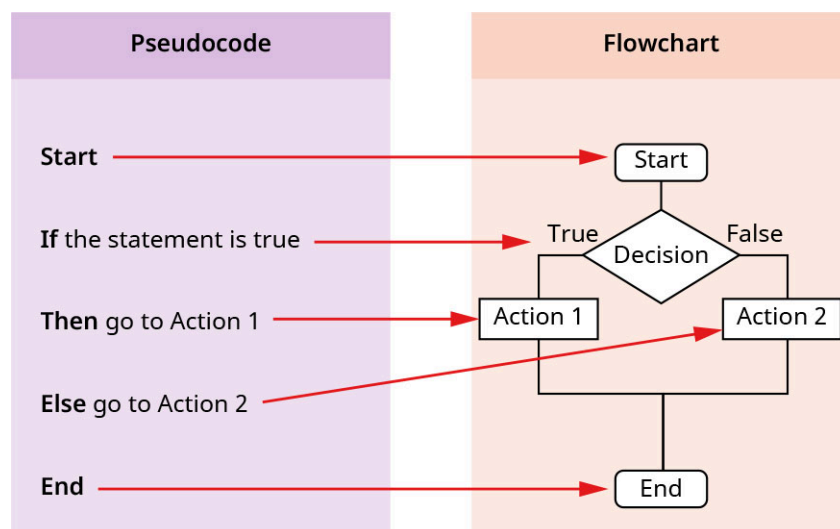 Pseudocode
Start
If the statement is true
Then go to Action 1
Else go to Action 2
End
Flowchart
Start
True
False
Decision
Action 1
Action 2
End